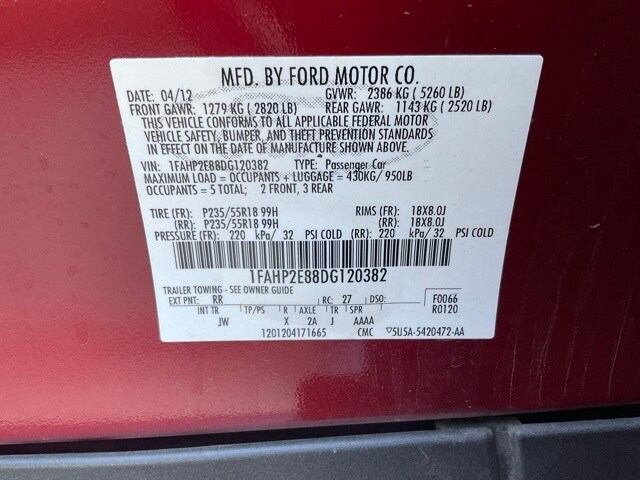 MFD. BY FORD MOTOR CO.
DATE: 04/12 GVWR: 2386 KG ( 5260 LB)
FRONT GAWR: 1279 KG ( 2820 LB) REAR GAWR: 1143 KG ( 2520 LB)
THIS VEHICLE CONFORMS TO ALL APPLICABLE FEDERAL MOTOR
VEHICLE SAFETY, BUMPER, AND THEFT PREVENTION STANDARDS
IN EFFECT ON THE DATE OF MANUFACTURE SHOWN ABOVE.
VIN: 1FAHP2E88DG120382 TYPE: Passenger Car
MAXIMUM LOAD = OCCUPANTS + LUGGAGE = 430KG/ 950LB
OCCUPANTS = 5 TOTAL; 2 FRONT, 3 REAR
TIRE (FR): P235/55R18 99H RIMS (FR): 18X8.0J
(RR): P235/55R18 99H (RR): 18X8.0J
PRESSURE (FR): 220 kPa/ 32 PSI COLD (RR): 220 kPa/ 32 PSI COLD
1FAHP2E88DG120382
TRAILER TOWING - SEE OWNER GUIDE
EXT PNT: RR RC: 27 DSO: F0066
INT TR TP/PS R AXLE TR SPR R0120
JW X 2A J AAAA
1201204171665 CMC ▽5U5A-5420472-AA